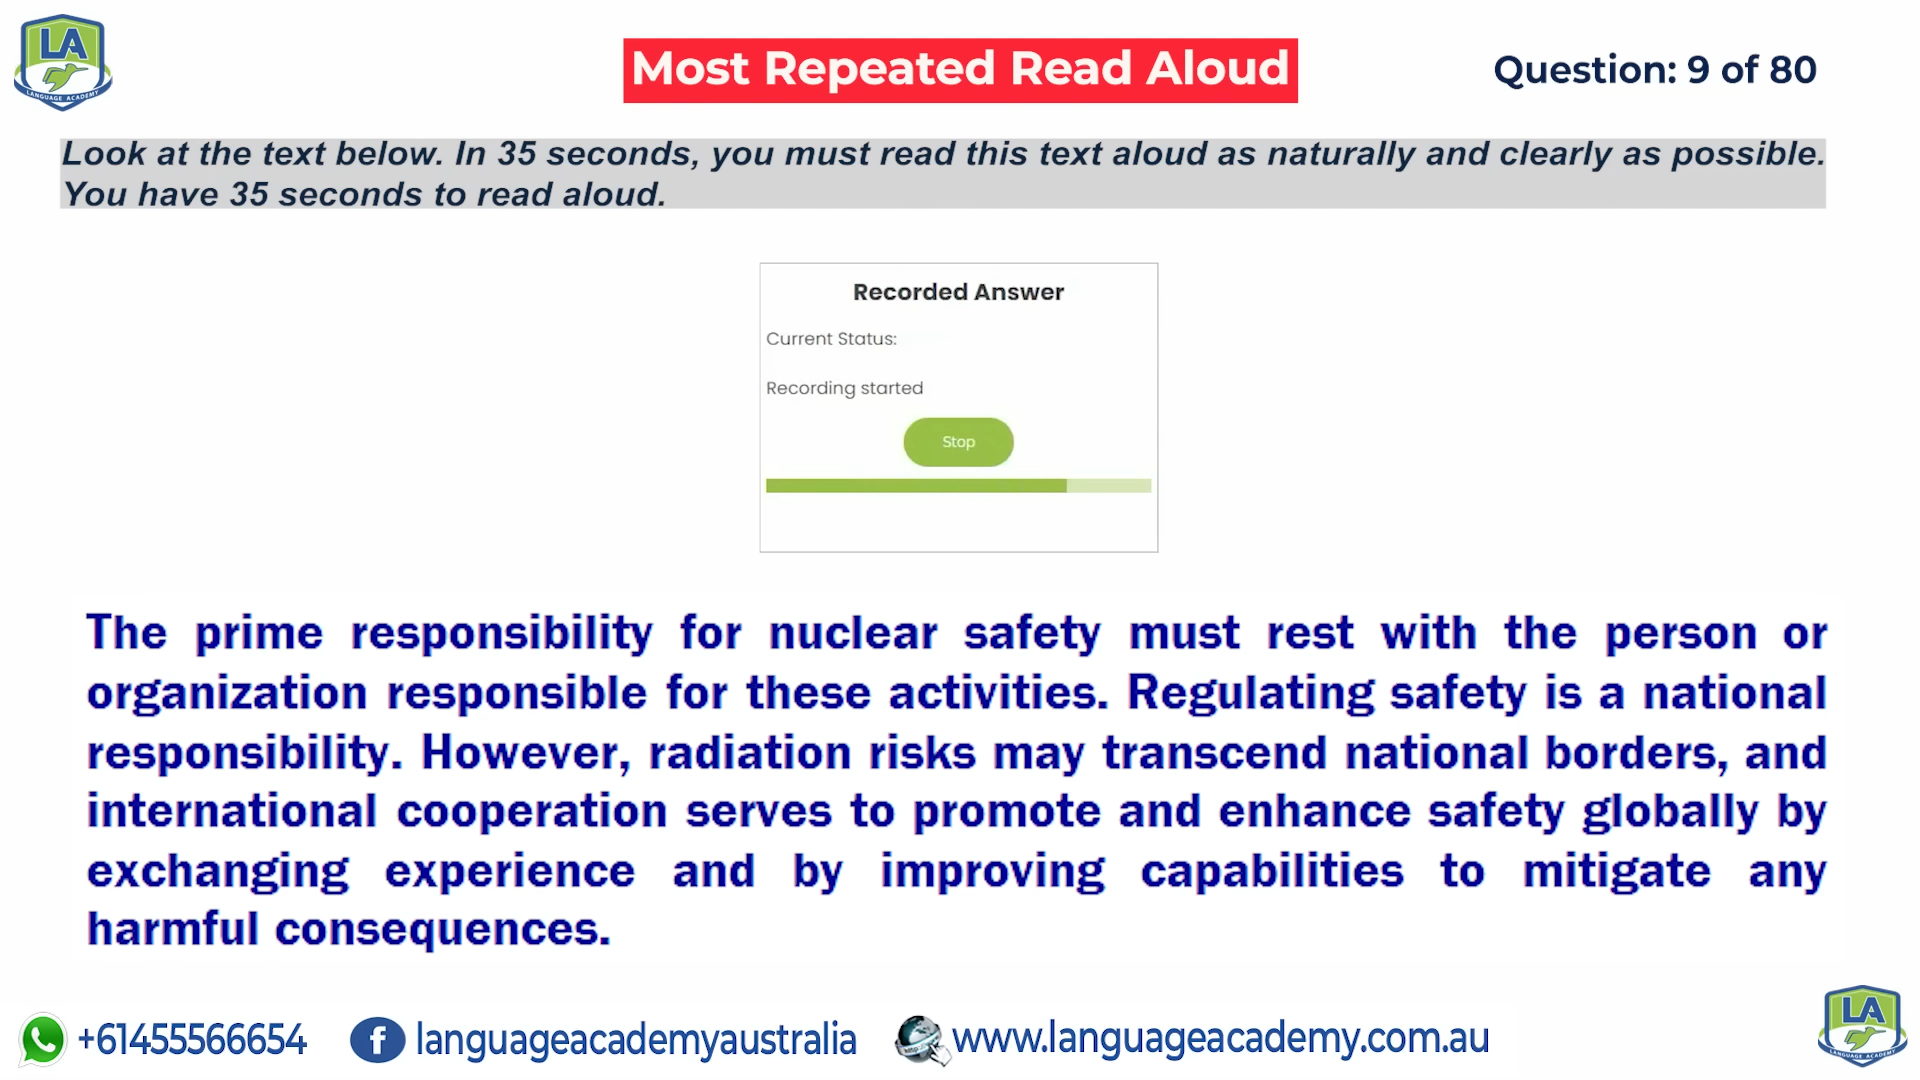 LA
LANGUAGE ACADEMY
Most Repeated Read Aloud
Question: 9 of 80
Look at the text below. In 35 seconds, you must read this text aloud as naturally and clearly as possible.
You have 35 seconds to read aloud.
Recorded Answer
Current Status:
Recording started
Stop
The prime responsibility for nuclear safety must rest with the person or
organization responsible for these activities. Regulating safety is a national
responsibility. However, radiation risks may transcend national borders, and
international cooperation serves to promote and enhance safety globally by
exchanging experience and by improving capabilities to mitigate any
harmful consequences.
+61455566654
f
languageacademyaustralia
http
www.languageacademy.com.au
LA
LANGUAGE ACADEMY